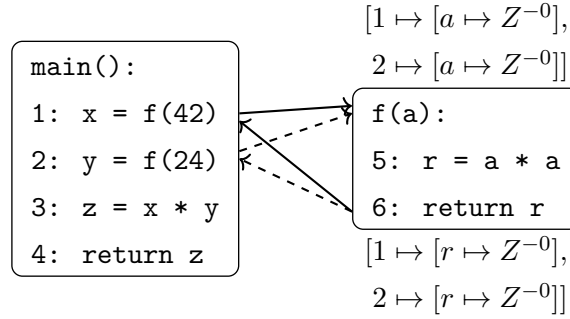 main():
1: x = f(42)
2: y = f(24)
3: z = x * y
4: return z
[1 ↦ [a ↦ Z⁻⁰],
2 ↦ [a ↦ Z⁻⁰]]
f(a):
5: r = a * a
6: return r
[1 ↦ [r ↦ Z⁻⁰],
2 ↦ [r ↦ Z⁻⁰]]